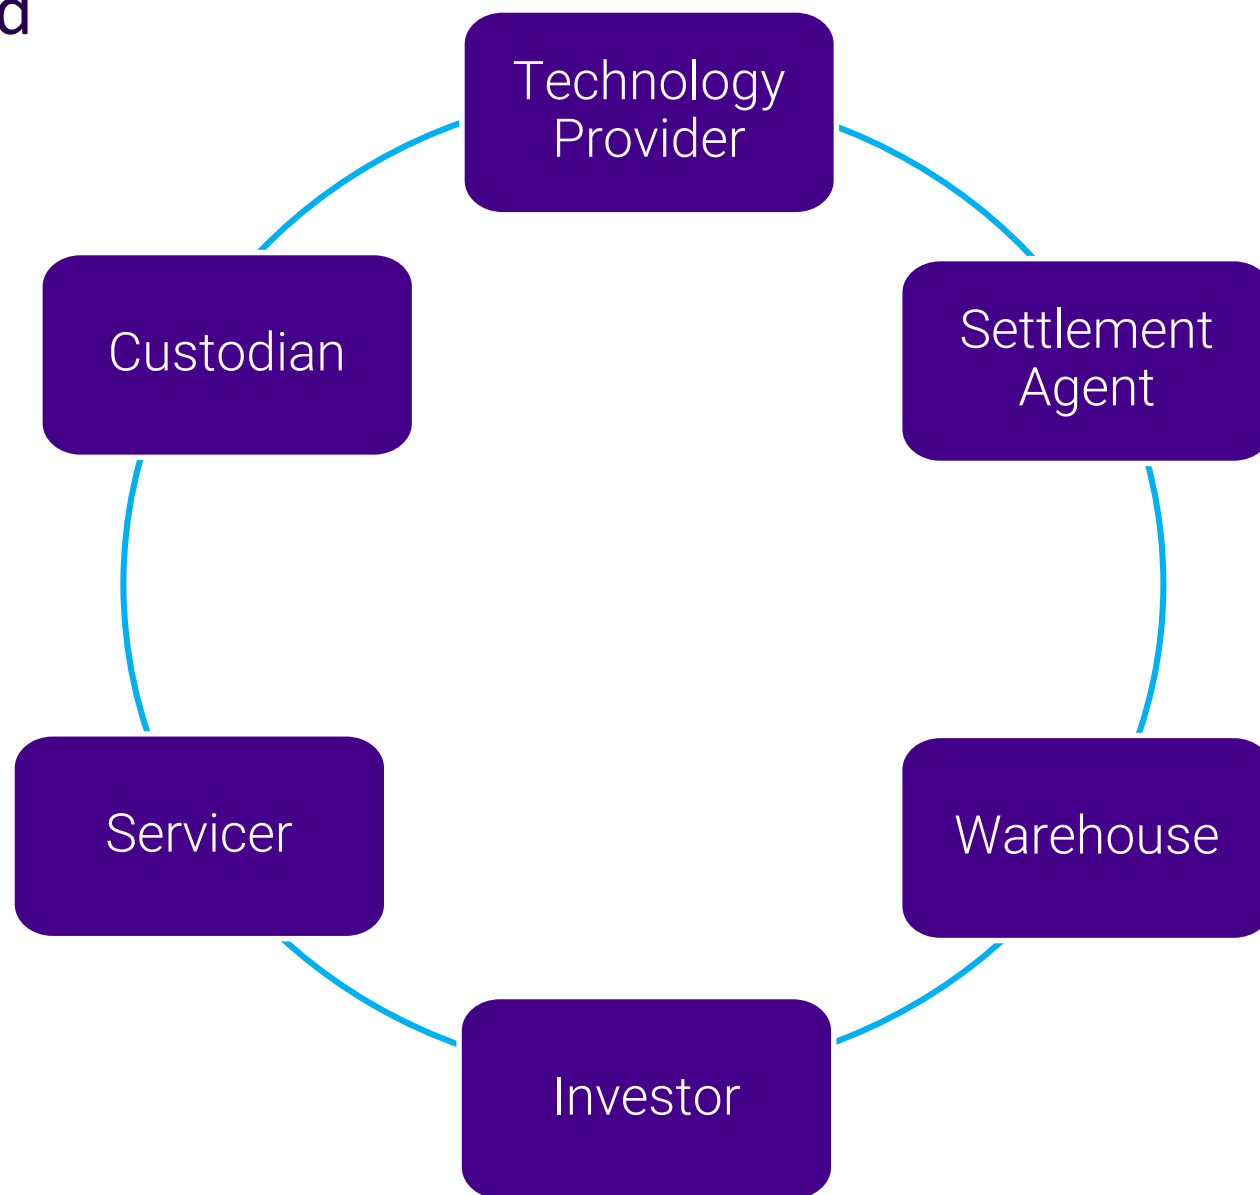 Technology
Provider
Settlement
Agent
Warehouse
Investor
Servicer
Custodian